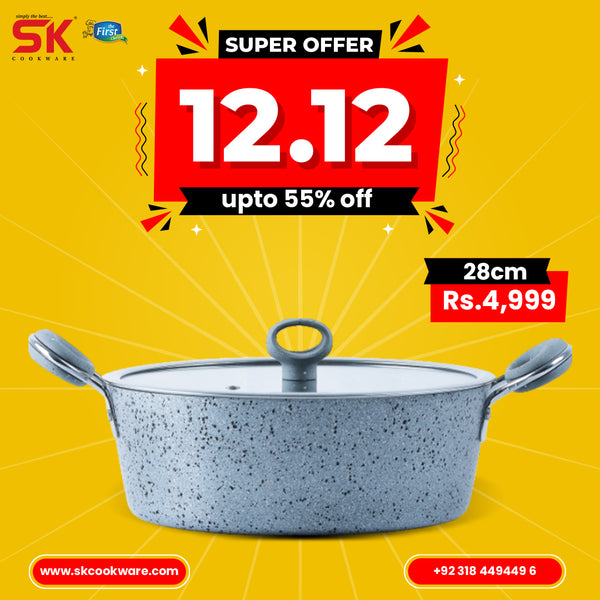 simply the best....
SK®
COOKWARE
the
First
SUPER OFFER
12.12
upto 55% off
28cm
Rs.4,999
www.skcookware.com
+92 318 449449 6